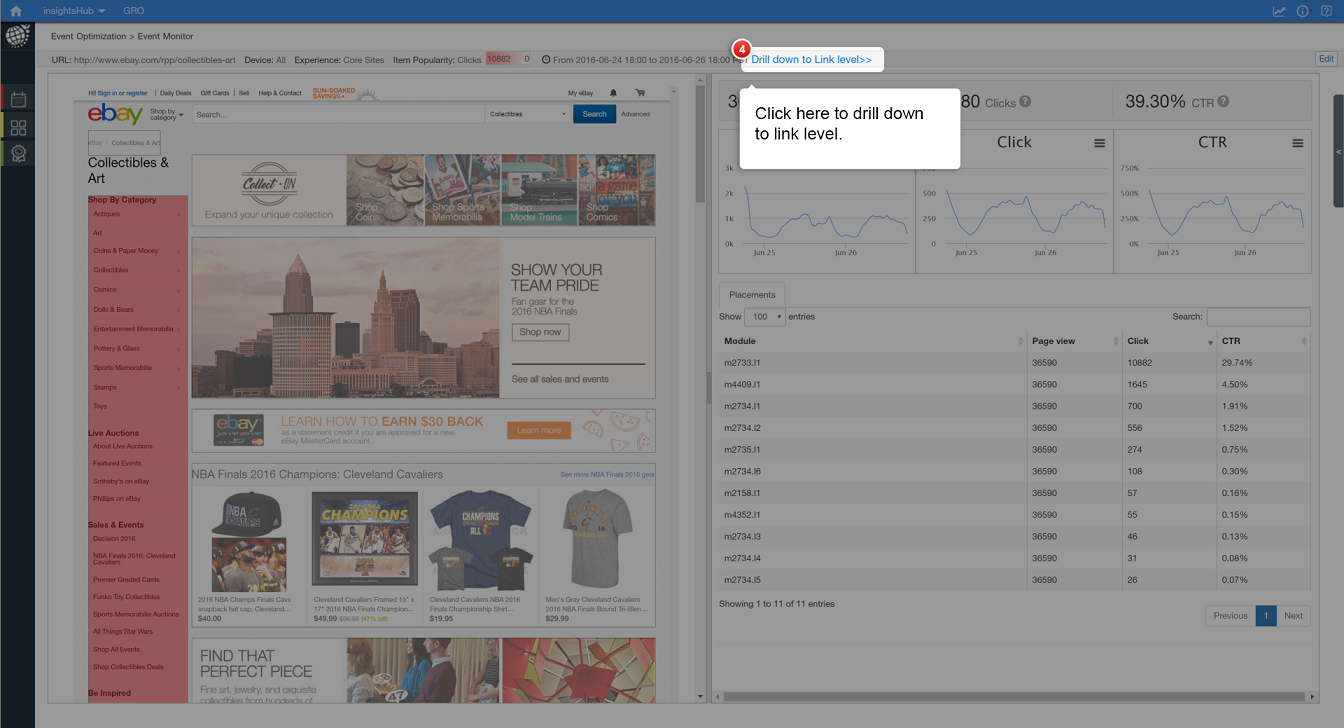 insightsHub
GRO
Event Optimization > Event Monitor
URL: http://www.ebay.com/rpp/collectibles-art Device: All Experience: Core Sites Item Popularity: Clicks 10882 0 From 2016-06-24 18:00 to 2016-06-26 18:00
4
Drill down to Link level>>
Edit
Click here to drill down
to link level.
Hi! Sign in or register | Daily Deals Gift Cards | Sell Help & Contact
SUN-SOAKED
SAVINGS
My eBay
ebay
Shop by
category
Search...
Collectibles
Search
Advanced
eBay Collectibles & Art
Collectibles &
Art
Shop By Category
Antiques
Art
Coins & Paper Money
Collectibles
Comics
Dolls & Bears
Entertainment Memorabilia
Pottery & Glass
Sports Memorabilia
Stamps
Toys
Live Auctions
About Live Auctions
Featured Events
Sotheby's on eBay
Phillips on eBay
Sales & Events
Decision 2016
NBA Finals 2016: Cleveland
Cavaliers
Premier Graded Cards
Funko Toy Collectibles
Sports Memorabilia Auctions
All Things Star Wars
Shop All Events
Shop Collectibles Deals
Be Inspired
Collect · ON
Expand your unique collection
Shop
Coins
Shop Sports
Memorabilia
Shop
Model Trains
Shop
Comics
SHOW YOUR
TEAM PRIDE
Fan gear for the
2016 NBA Finals
Shop now
See all sales and events
ebay
MasterCard
LEARN HOW TO EARN $30 BACK
as a statement credit if you are approved for a new
eBay MasterCard account.
Learn more
NBA Finals 2016 Champions: Cleveland Cavaliers
See more NBA Finals 2016 gear
NBA
CHAMPS
CHAMPIONS
CHAMPIONS
ALL
16
2016 NBA Champs Finals Cavs
snapback hat cap, Cleveland...
$40.00
Cleveland Cavaliers Framed 15" x
17" 2016 NBA Finals Champion...
$49.99 $96.99 (47% off)
Cleveland Cavaliers NBA 2016
Finals Championship Shirt...
$19.95
Men's Gray Cleveland Cavaliers
2016 NBA Finals Bound Tri-Blen...
$29.99
FIND THAT
PERFECT PIECE
Fine art, jewelry, and exquisite
collectibles from hundreds of
47
80 Clicks
39.30% CTR
Click
CTR
3k
2k
1k
0k
Jun 25
Jun 26
500
250
0
Jun 25
Jun 26
750%
500%
250%
0%
Jun 25
Jun 26
Placements
Show 100 entries
Search:
Module Page view Click CTR
m2733.l1 36590 10882 29.74%
m4409.l1 36590 1645 4.50%
m2734.l1 36590 700 1.91%
m2734.l2 36590 556 1.52%
m2735.l1 36590 274 0.75%
m2734.l6 36590 108 0.30%
m2158.l1 36590 57 0.16%
m4352.l1 36590 55 0.15%
m2734.l3 36590 46 0.13%
m2734.l4 36590 31 0.08%
m2734.l5 36590 26 0.07%
Showing 1 to 11 of 11 entries
Previous 1 Next